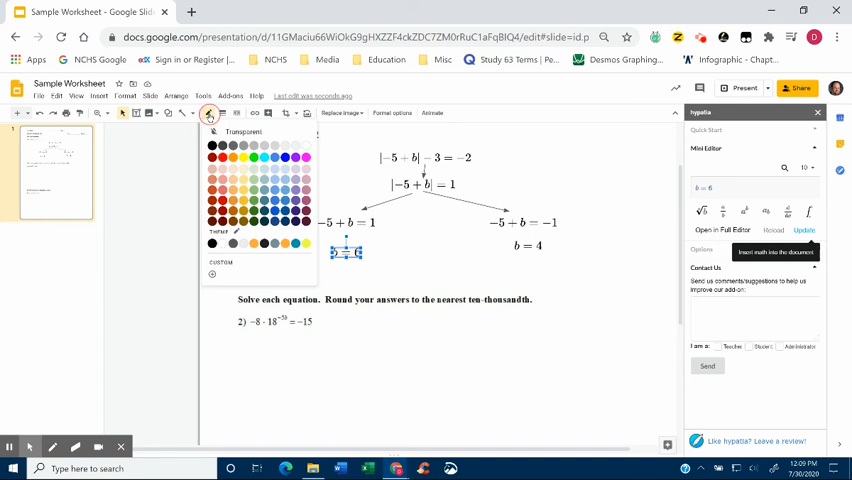 Sample Worksheet - Google Slide
docs.google.com/presentation/d/11GMaciu66WiOkG9gHXZZF4ckZDC7ZM0rRuC1aFqBIQ4/edit#slide=id.p
D
NCHS Google
Sign in or Register |...
NCHS
Math
Education
Misc
Study 63 Terms | P...
Desmos Graphing...
Infographic - Chapt...
Sample Worksheet
File Edit View Insert Format Slide Arrange Tools Add-ons Last edit was seconds ago
Present
Share
Replace image Format options Animate
hypatia
Transparent
THEME
CUSTOM
1
2
|−5 + b| − 3 = −2
|−5 + b| = 1
−5 + b = 1
−5 + b = −1
b = 6
b = 4
Solve each equation. Round your answers to the nearest ten-thousandth.
2) −8 · 18^−5b = −15
Quick Start
Mini Editor
10
b = 6
Open in Full Editor Reload Update
Insert math into the document
Options
Contact Us
Send us comments/suggestions to help us
improve our add-on:
I am a: Teacher Student Administrator
Send
Like hypatia? Leave a review!
Type here to search
12:09 PM
7/30/2020